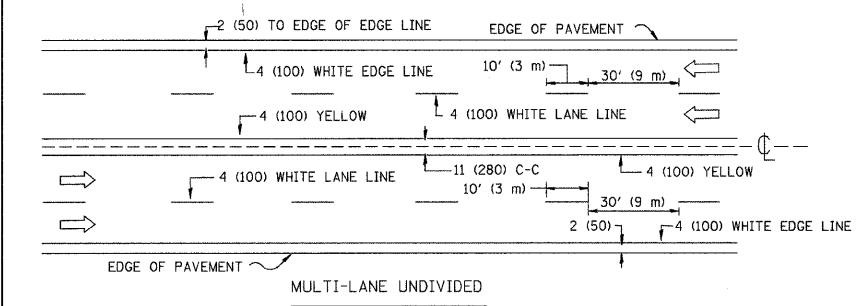 2 (50) TO EDGE OF EDGE LINE
EDGE OF PAVEMENT
4 (100) WHITE EDGE LINE
10' (3 m)
30' (9 m)
4 (100) YELLOW
4 (100) WHITE LANE LINE
℄
4 (100) WHITE LANE LINE
11 (280) C-C
4 (100) YELLOW
10' (3 m)
30' (9 m)
2 (50)
4 (100) WHITE EDGE LINE
EDGE OF PAVEMENT
MULTI-LANE UNDIVIDED